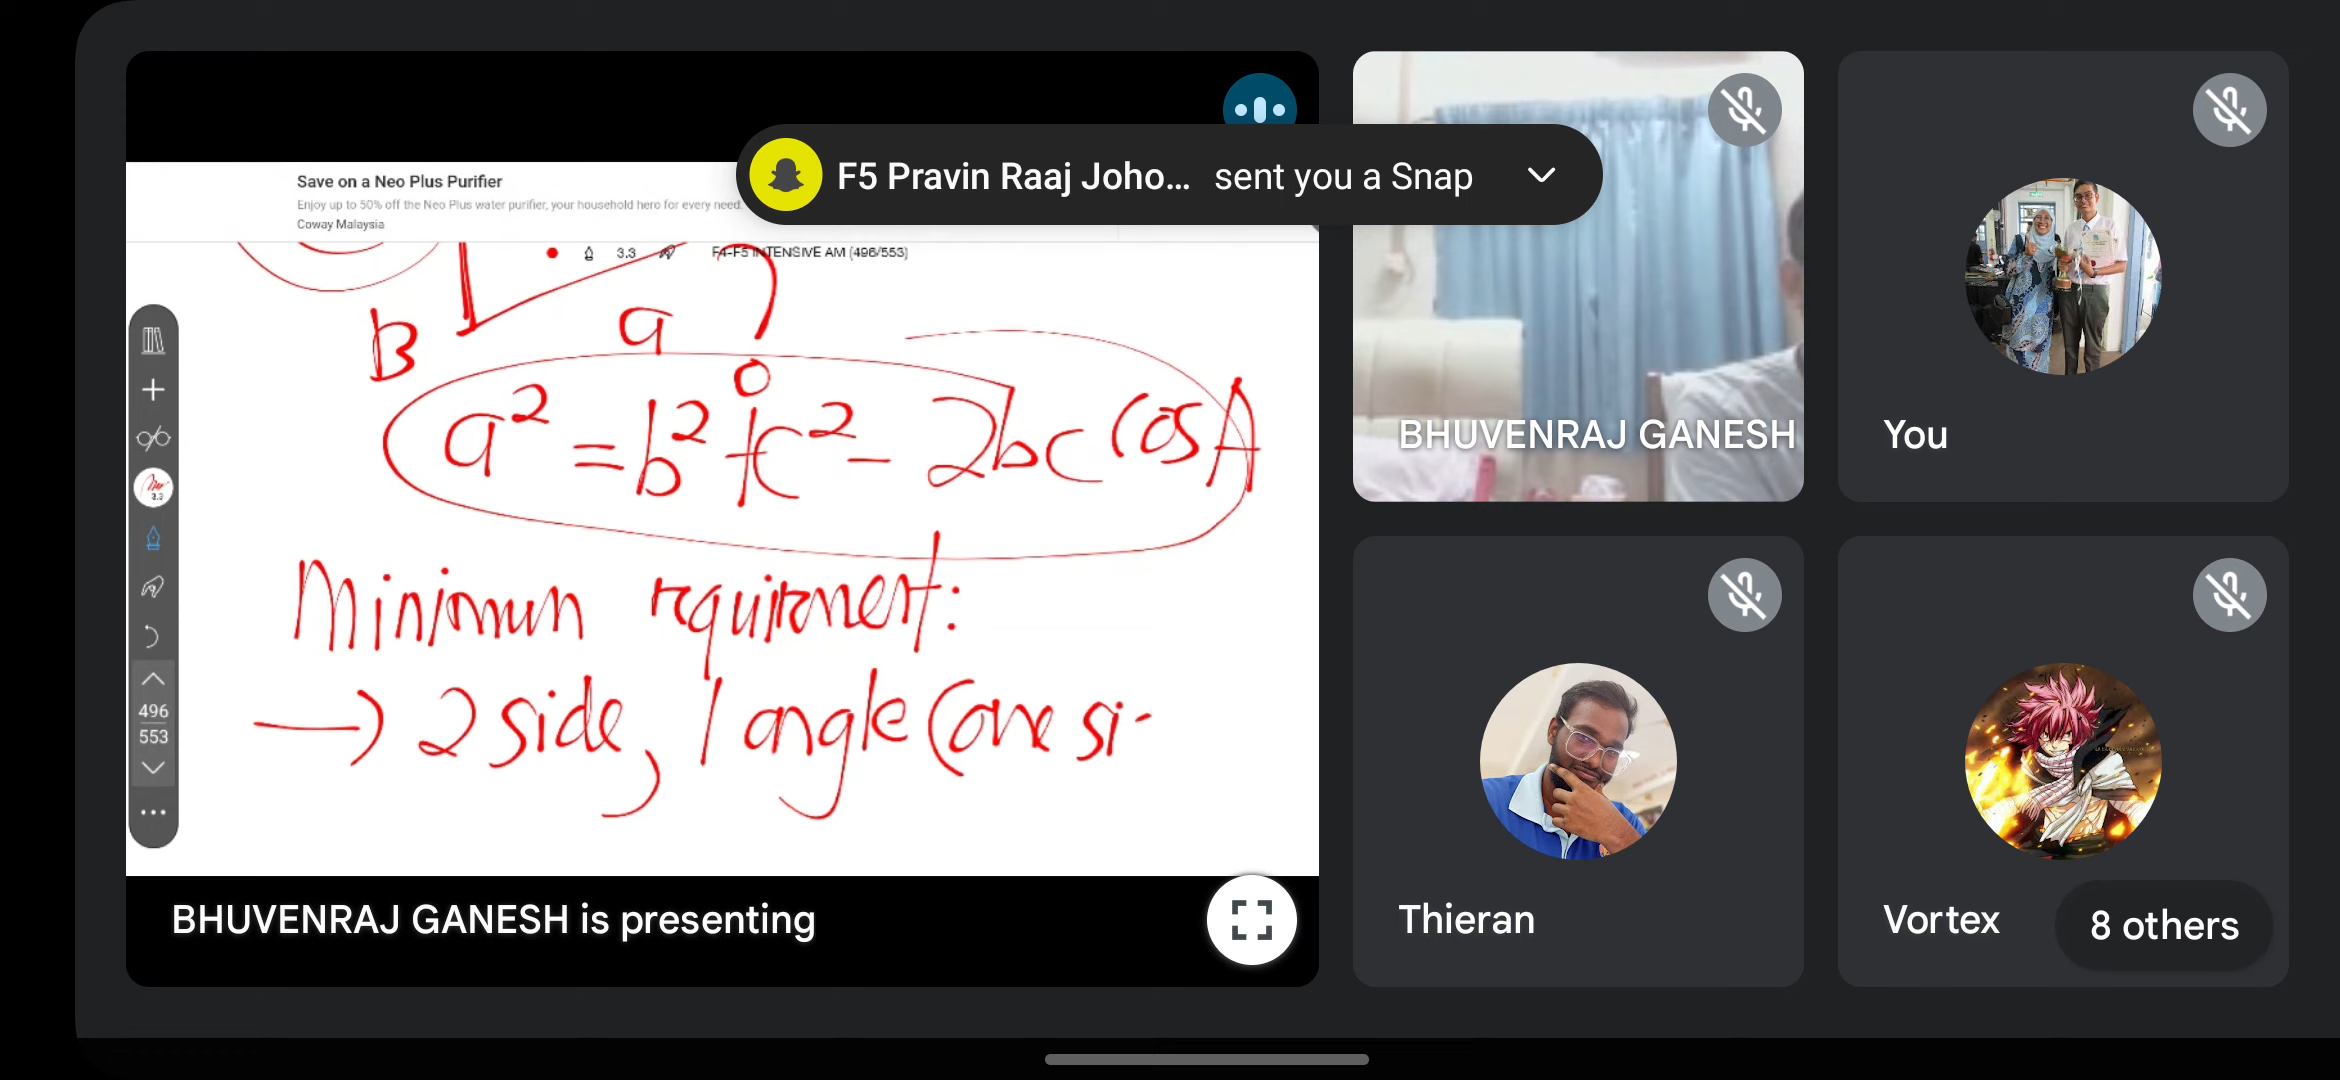 F5 Pravin Raaj Joho... sent you a Snap
Save on a Neo Plus Purifier
Enjoy up to 50% off the Neo Plus water purifier, your household hero for every need.
Coway Malaysia
3.3 F4-F5 INTENSIVE AM (496/553)
B a
a² = b² + c² - 2bc cos A
Minimum requirement:
→ 2 side, 1 angle (one si-
3.3
496
553
BHUVENRAJ GANESH is presenting
BHUVENRAJ GANESH
You
Thieran
Vortex
8 others